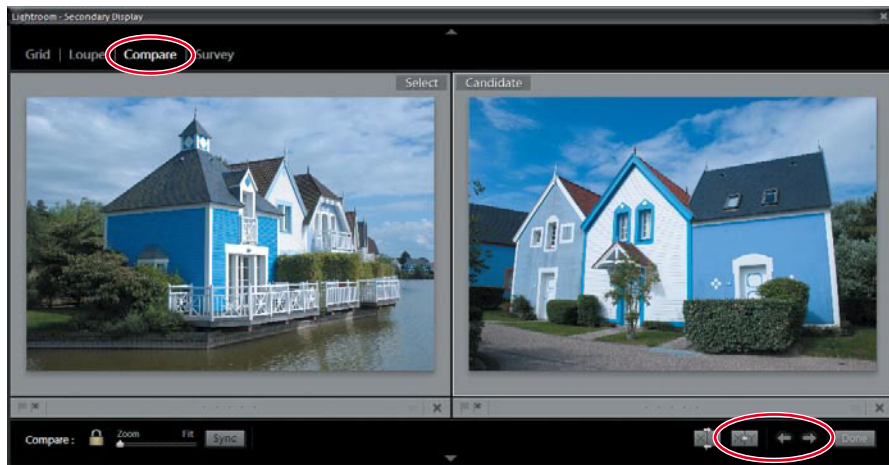 Lightroom - Secondary Display
Grid | Loupe | Compare | Survey
Select
Candidate
Compare :
Zoom
Fit
Sync
Done